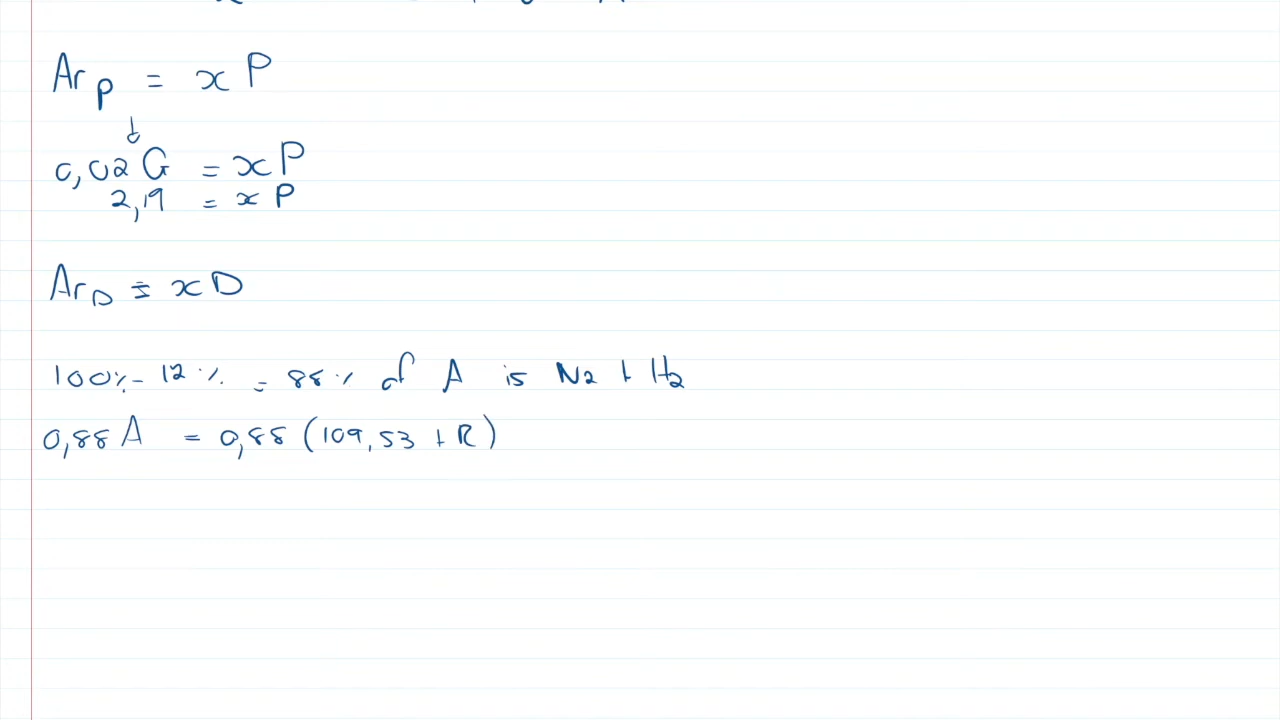 Ar_P = x P
0,02 G = x P
2,19 = x P
Ar_D = x D
100% - 12% = 88% of A is N2 + H2
0,88 A = 0,88 (109,53 + R)